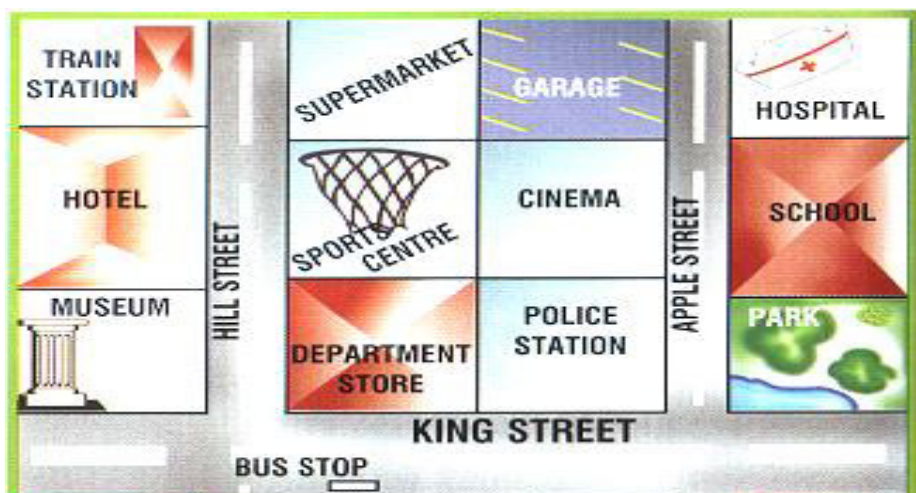 TRAIN
STATION
SUPERMARKET
GARAGE
HOSPITAL
HOTEL
SPORTS
CENTRE
CINEMA
SCHOOL
HILL STREET
APPLE STREET
MUSEUM
DEPARTMENT
STORE
POLICE
STATION
PARK
KING STREET
BUS STOP